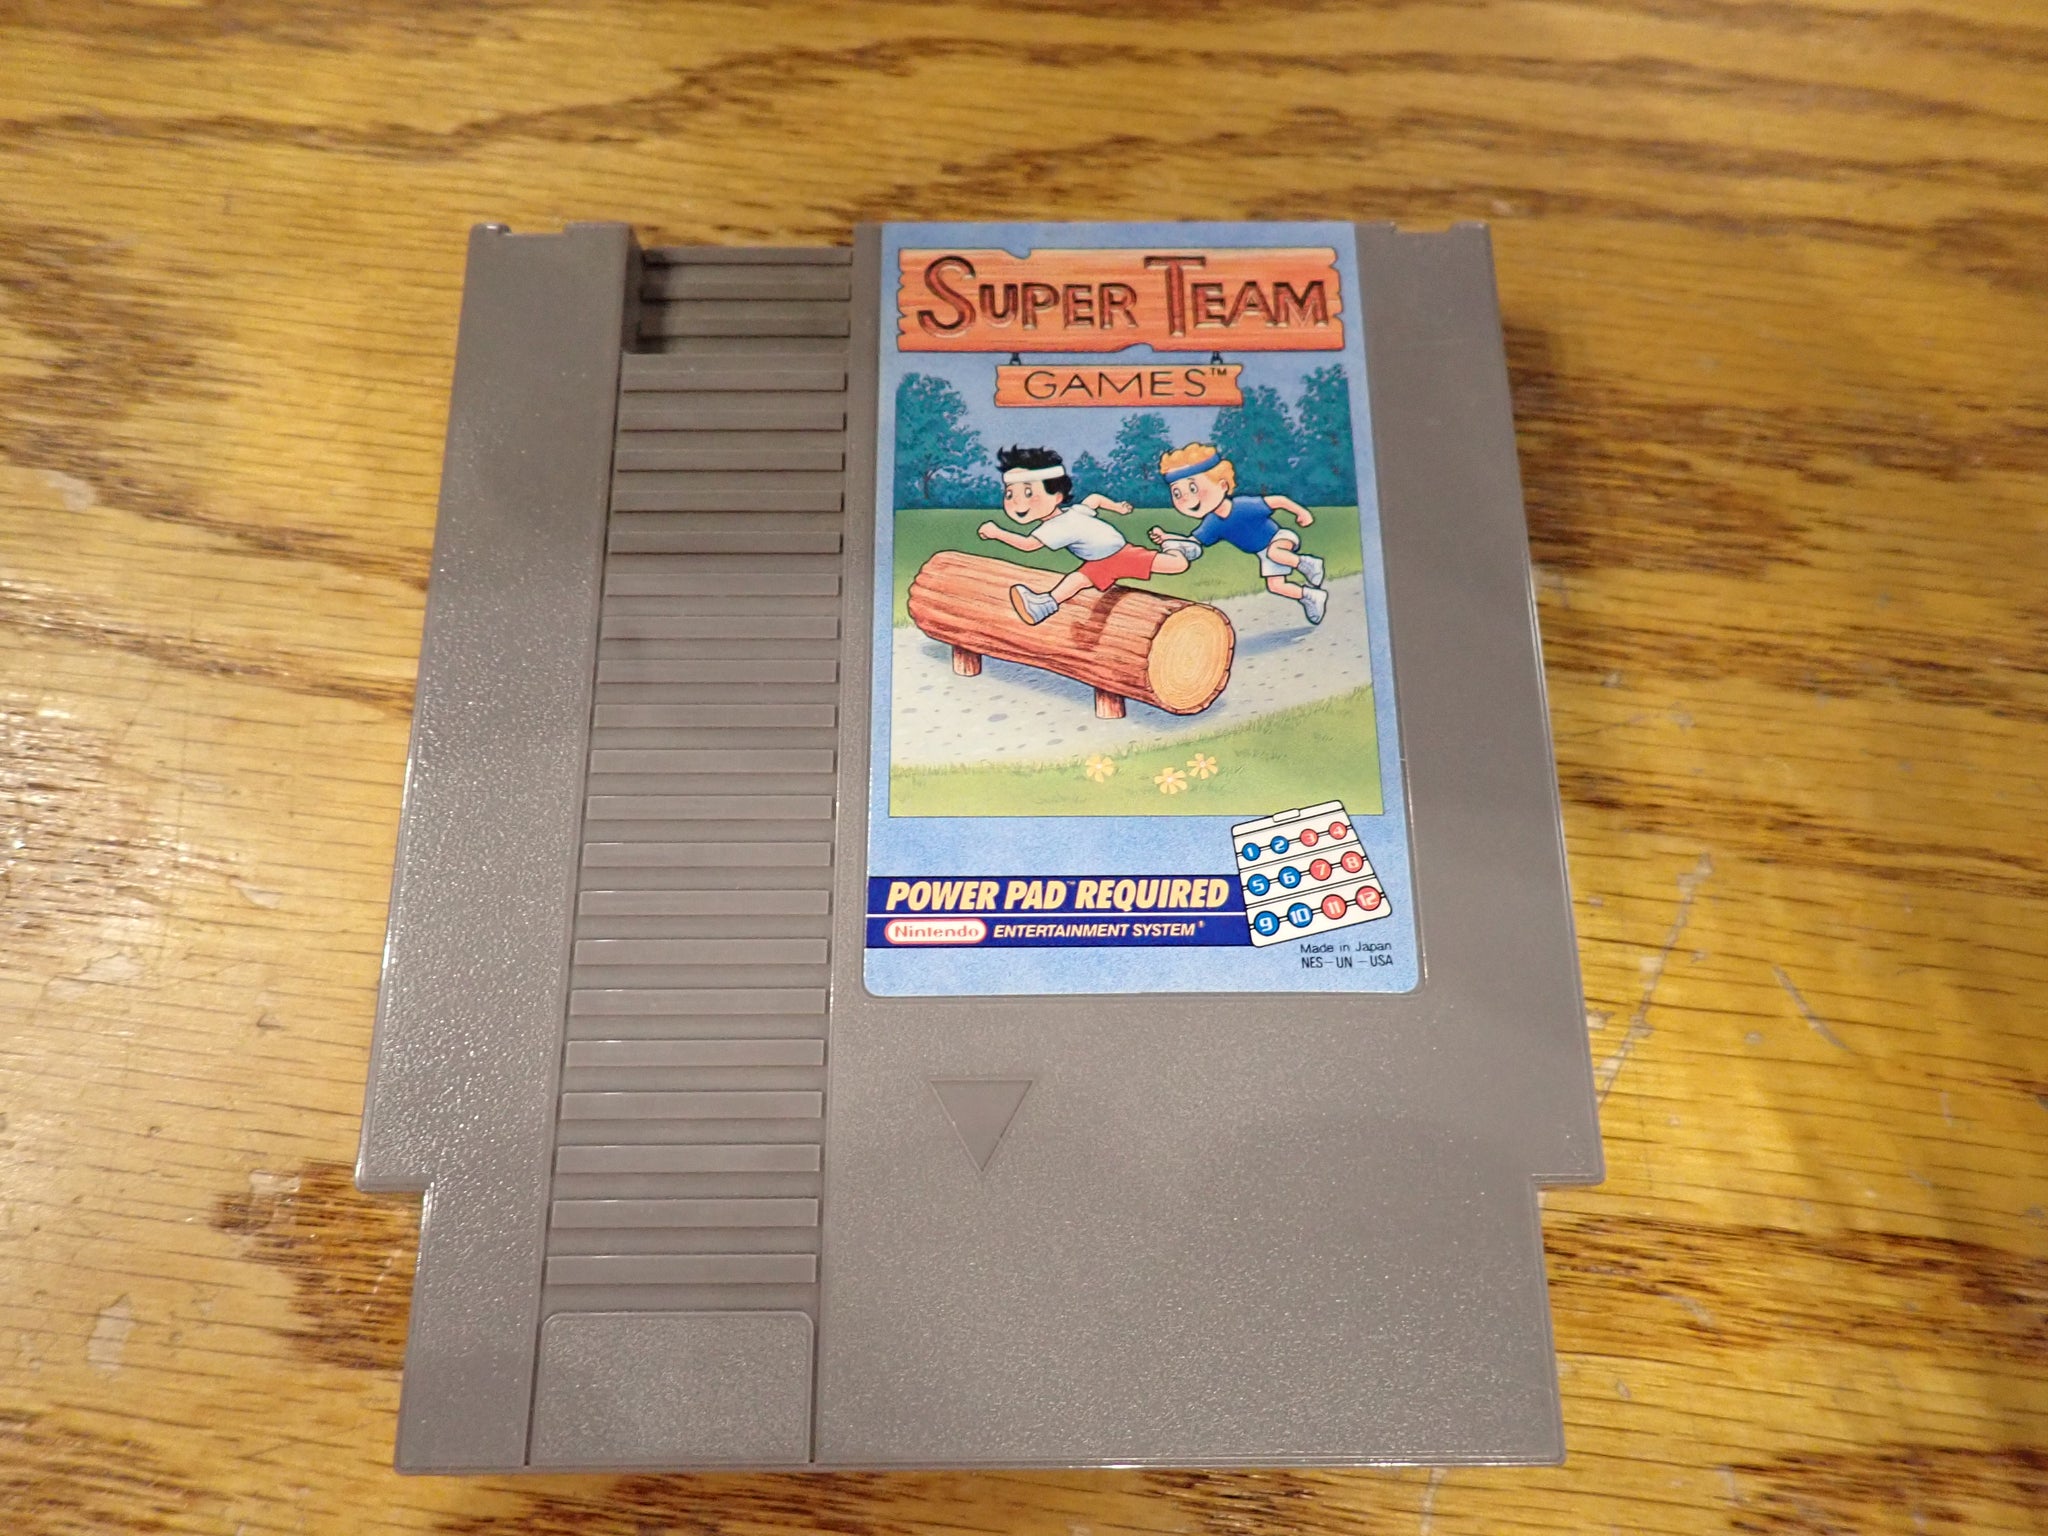 SUPER TEAM
GAMES™
1 2 3 4
5 6 7 8
9 10 11 12
POWER PAD™ REQUIRED
Nintendo ENTERTAINMENT SYSTEM®
Made in Japan
NES-UN-USA